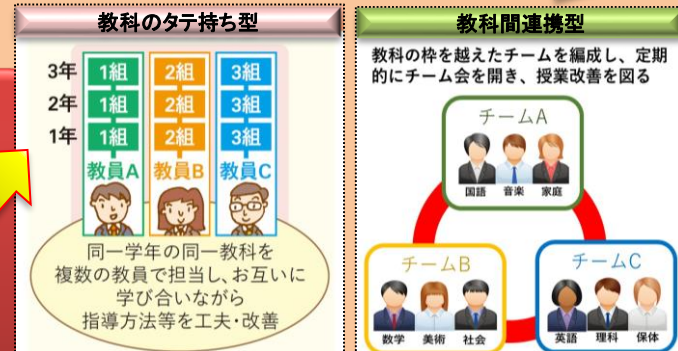 教科のタテ持ち型
3年 1組 2組 3組
2年 1組 2組 3組
1年 1組 2組 3組
教員A 教員B 教員C
同一学年の同一教科を
複数の教員で担当し、お互いに
学び合いながら
指導方法等を工夫・改善
教科間連携型
教科の枠を越えたチームを編成し、定期
的にチーム会を開き、授業改善を図る
チームA
国語 音楽 家庭
チームB
数学 美術 社会
チームC
英語 理科 保体